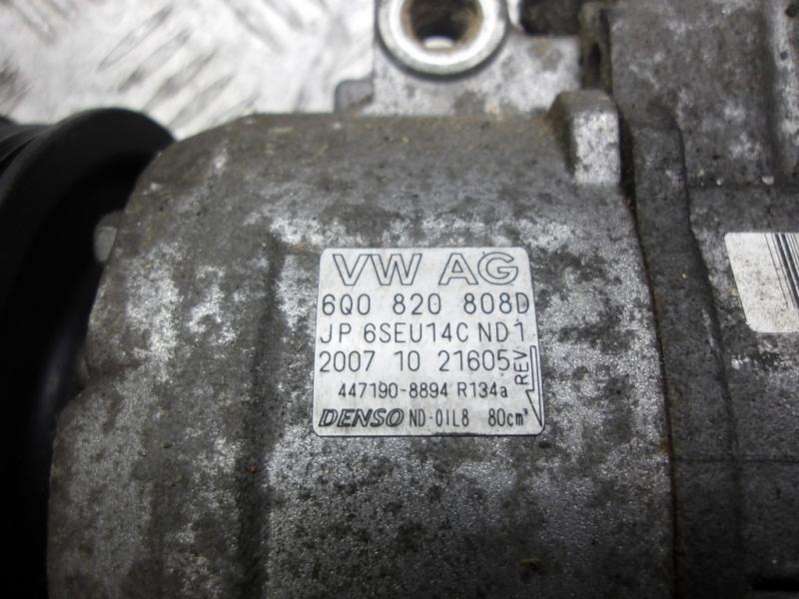 VW AG
6Q0 820 808D
JP 6SEU14C ND1
2007 10 21605
REV
447190-8894 R134a
DENSO ND-OIL8 80cm³